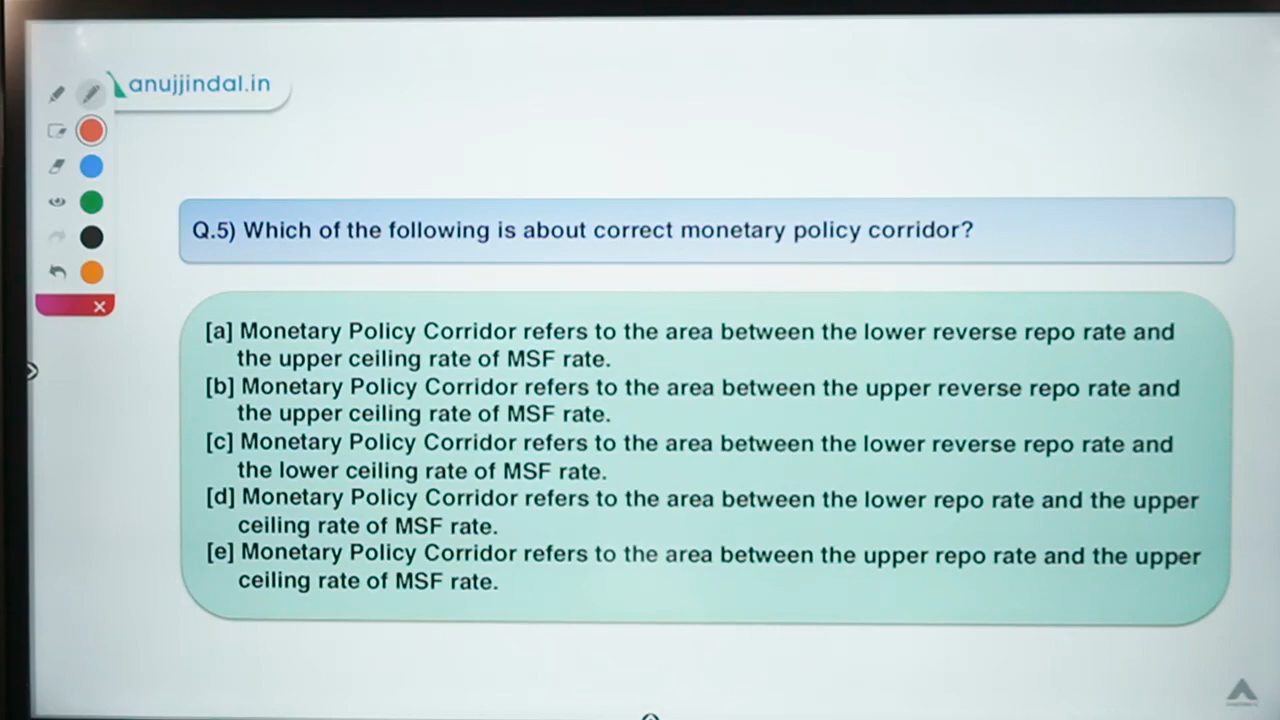 anujjindal.in
Q.5) Which of the following is about correct monetary policy corridor?
[a] Monetary Policy Corridor refers to the area between the lower reverse repo rate and
the upper ceiling rate of MSF rate.
[b] Monetary Policy Corridor refers to the area between the upper reverse repo rate and
the upper ceiling rate of MSF rate.
[c] Monetary Policy Corridor refers to the area between the lower reverse repo rate and
the lower ceiling rate of MSF rate.
[d] Monetary Policy Corridor refers to the area between the lower repo rate and the upper
ceiling rate of MSF rate.
[e] Monetary Policy Corridor refers to the area between the upper repo rate and the upper
ceiling rate of MSF rate.